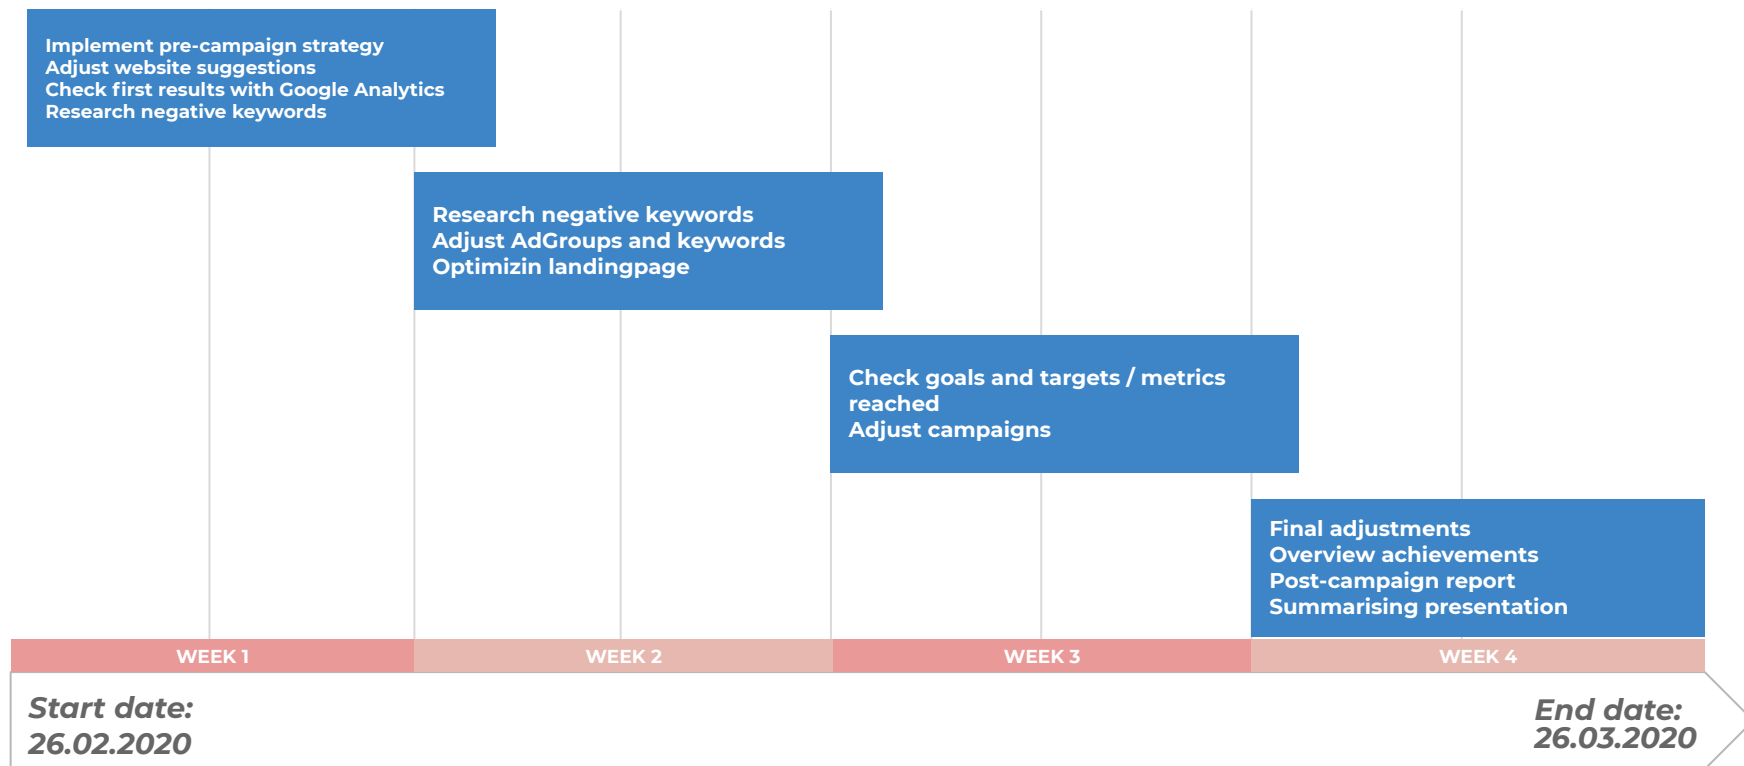 Implement pre-campaign strategy
Adjust website suggestions
Check first results with Google Analytics
Research negative keywords
Research negative keywords
Adjust AdGroups and keywords
Optimizin landingpage
Check goals and targets / metrics
reached
Adjust campaigns
Final adjustments
Overview achievements
Post-campaign report
Summarising presentation
WEEK 1
WEEK 2
WEEK 3
WEEK 4
Start date:
26.02.2020
End date:
26.03.2020